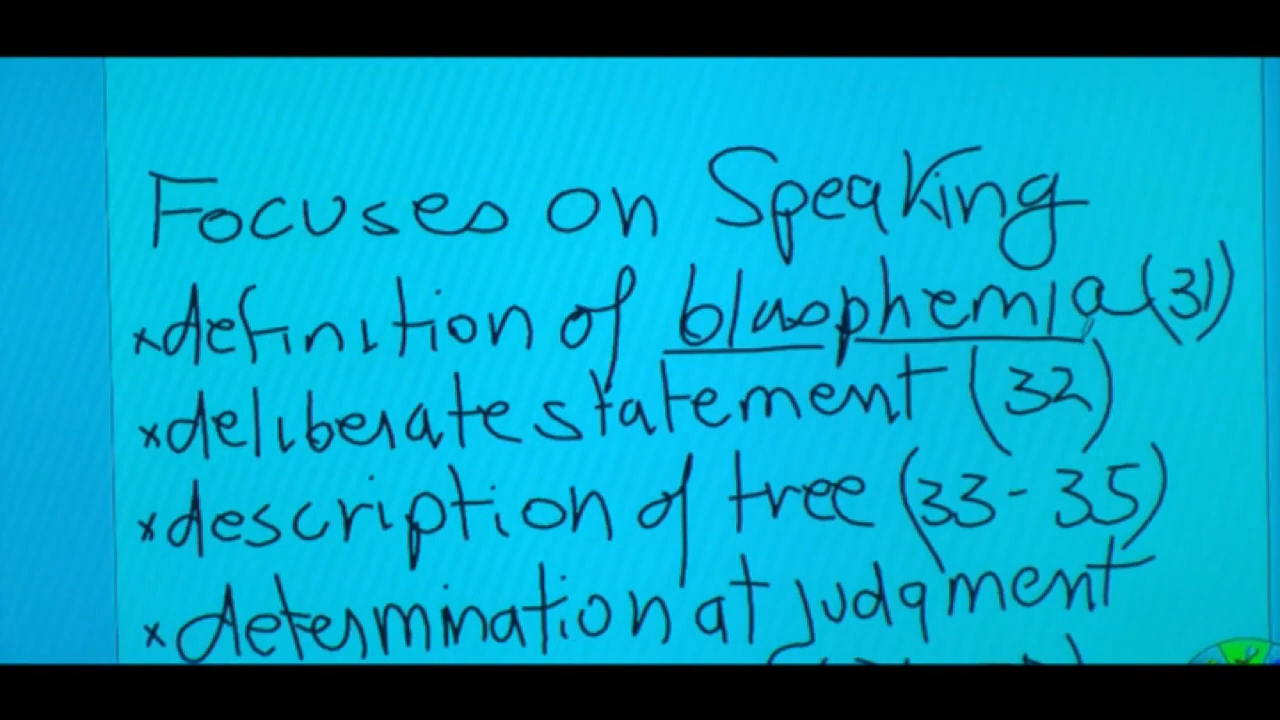 Focuses on Speaking
×definition of blasphemia (31)
×deliberate statement (32)
×description of tree (33-35)
×determination at judgment